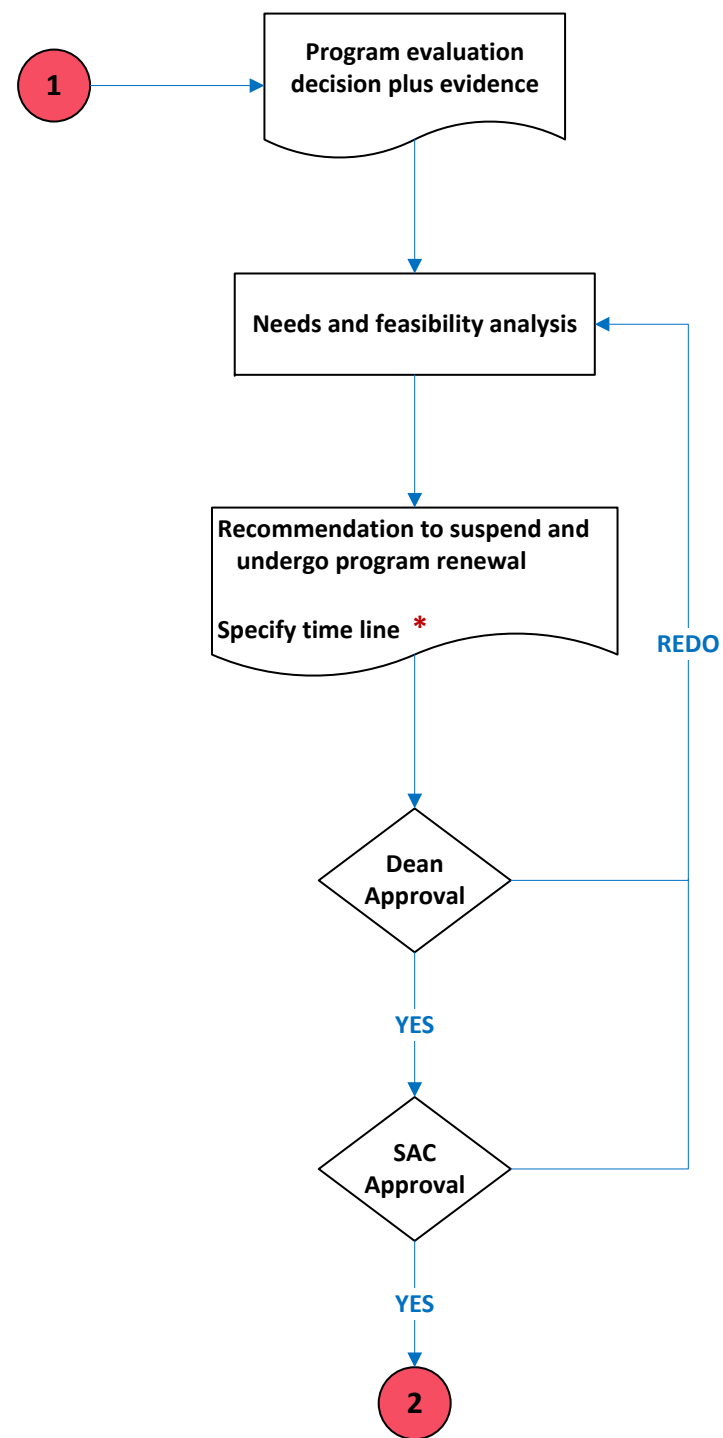 1
Program evaluation
decision plus evidence
Needs and feasibility analysis
Recommendation to suspend and
undergo program renewal
Specify time line *
REDO
Dean
Approval
YES
SAC
Approval
YES
2